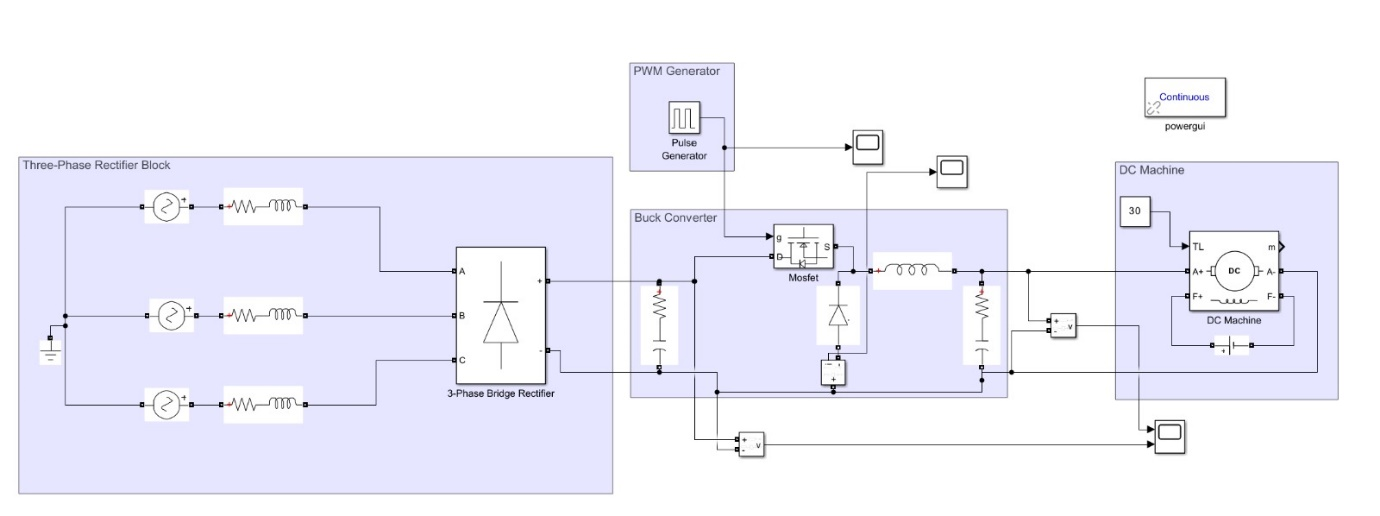 PWM Generator
Pulse
Generator
Continuous
powergui
Three-Phase Rectifier Block
DC Machine
30
Buck Converter
g
D
S
Mosfet
TL
m
A+
DC
A-
F+
F-
DC Machine
A
B
C
+
-
3-Phase Bridge Rectifier
+
-
v
+
-
v